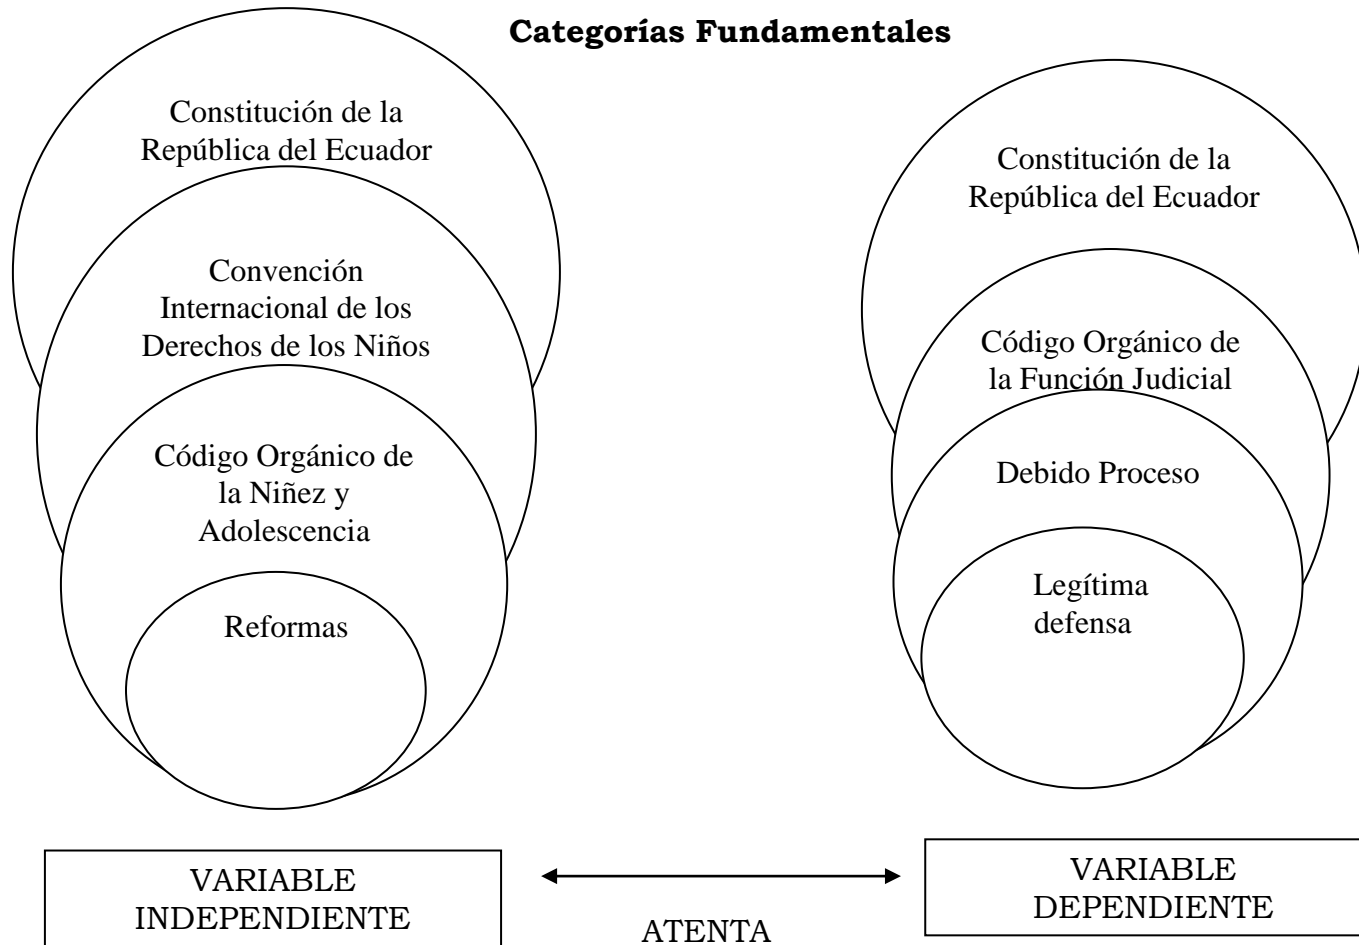 Categorías Fundamentales
Constitución de la
República del Ecuador
Convención
Internacional de los
Derechos de los Niños
Código Orgánico de
la Niñez y
Adolescencia
Reformas
Constitución de la
República del Ecuador
Código Orgánico de
la Función Judicial
Debido Proceso
Legítima
defensa
VARIABLE
INDEPENDIENTE
ATENTA
VARIABLE
DEPENDIENTE